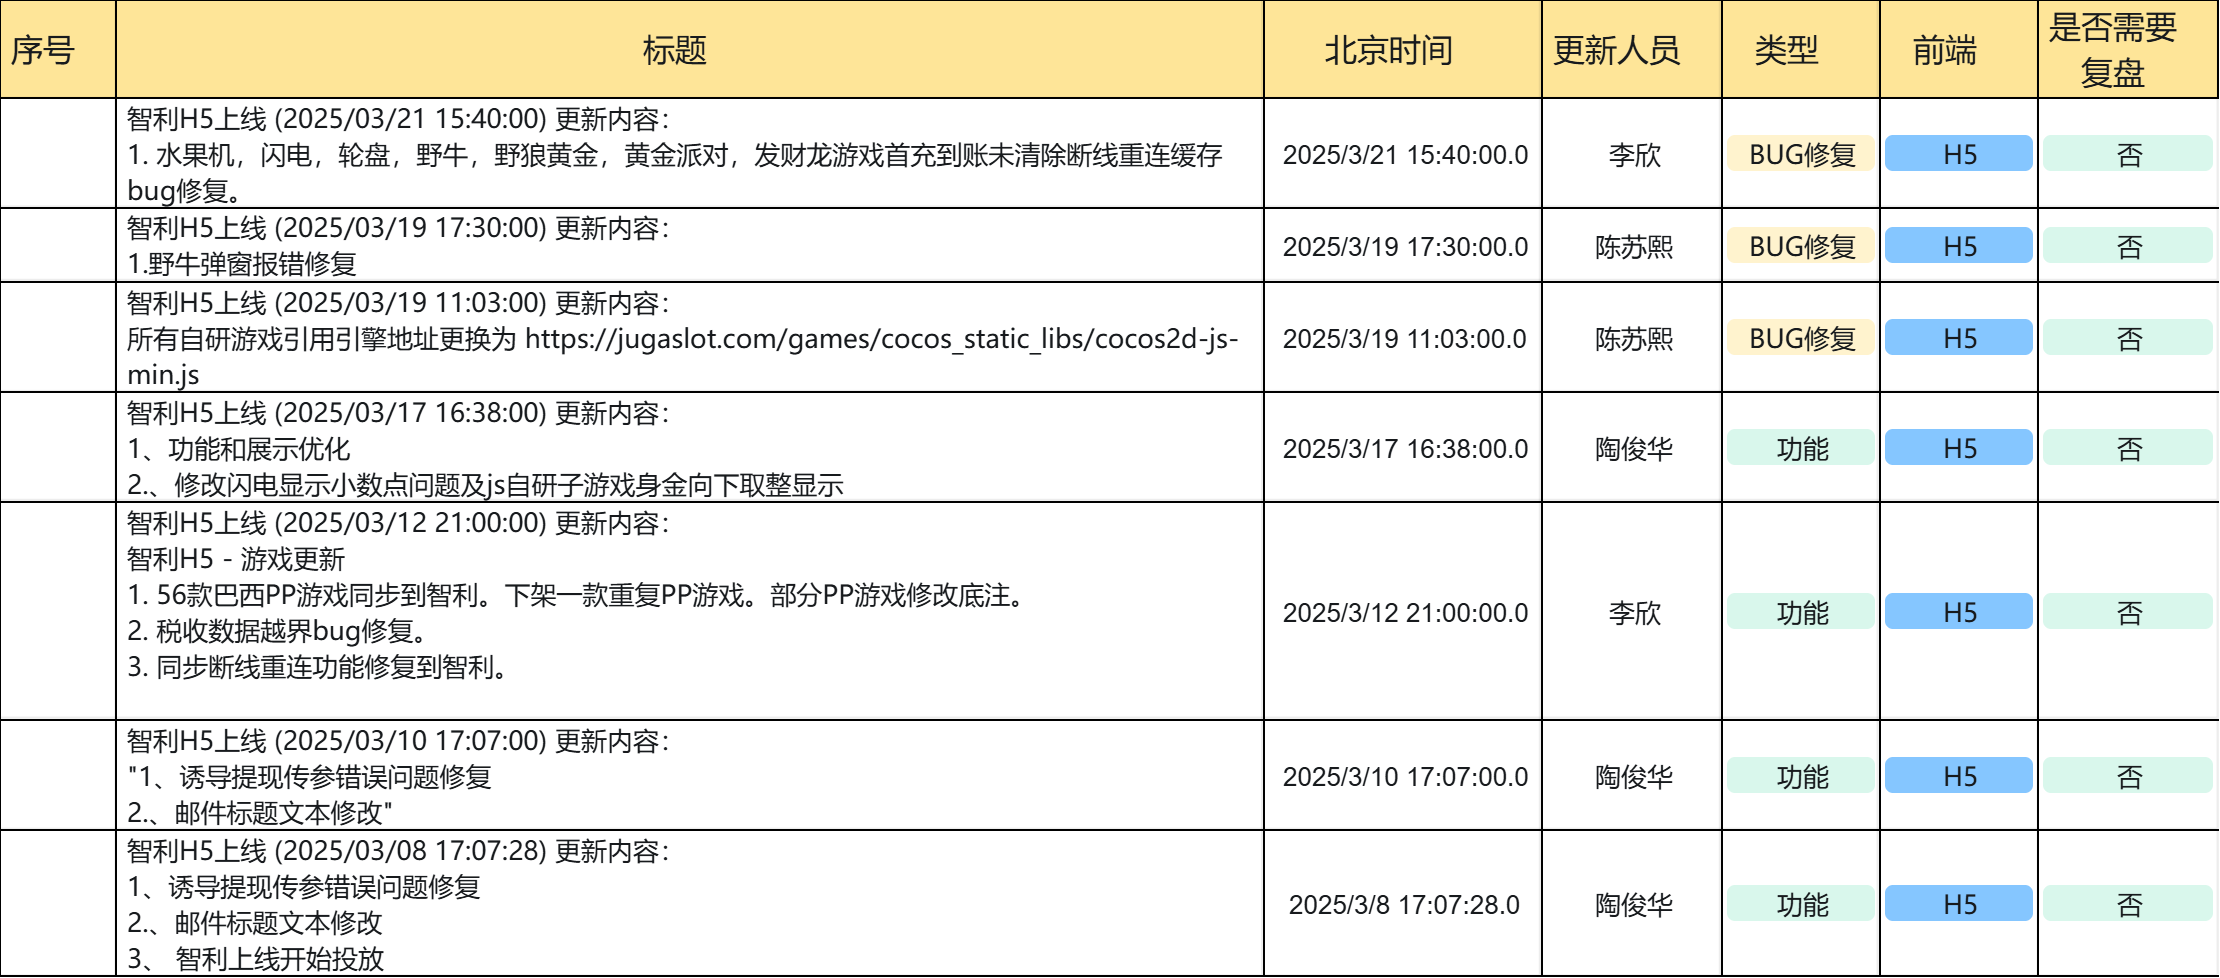 序号 标题 北京时间 更新人员 类型 前端 是否需要
复盘
智利H5上线 (2025/03/21 15:40:00) 更新内容：
1. 水果机，闪电，轮盘，野牛，野狼黄金，黄金派对，发财龙游戏首充到账未清除断线重连缓存
bug修复。
2025/3/21 15:40:00.0 李欣 BUG修复 H5 否
智利H5上线 (2025/03/19 17:30:00) 更新内容：
1.野牛弹窗报错修复
2025/3/19 17:30:00.0 陈苏熙 BUG修复 H5 否
智利H5上线 (2025/03/19 11:03:00) 更新内容：
所有自研游戏引用引擎地址更换为 https://jugaslot.com/games/cocos_static_libs/cocos2d-js-
min.js
2025/3/19 11:03:00.0 陈苏熙 BUG修复 H5 否
智利H5上线 (2025/03/17 16:38:00) 更新内容：
1、功能和展示优化
2.、修改闪电显示小数点问题及js自研子游戏身金向下取整显示
2025/3/17 16:38:00.0 陶俊华 功能 H5 否
智利H5上线 (2025/03/12 21:00:00) 更新内容：
智利H5 - 游戏更新
1. 56款巴西PP游戏同步到智利。下架一款重复PP游戏。部分PP游戏修改底注。
2. 税收数据越界bug修复。
3. 同步断线重连功能修复到智利。
2025/3/12 21:00:00.0 李欣 功能 H5 否
智利H5上线 (2025/03/10 17:07:00) 更新内容：
"1、诱导提现传参错误问题修复
2.、邮件标题文本修改"
2025/3/10 17:07:00.0 陶俊华 功能 H5 否
智利H5上线 (2025/03/08 17:07:28) 更新内容：
1、诱导提现传参错误问题修复
2.、邮件标题文本修改
3、 智利上线开始投放
2025/3/8 17:07:28.0 陶俊华 功能 H5 否